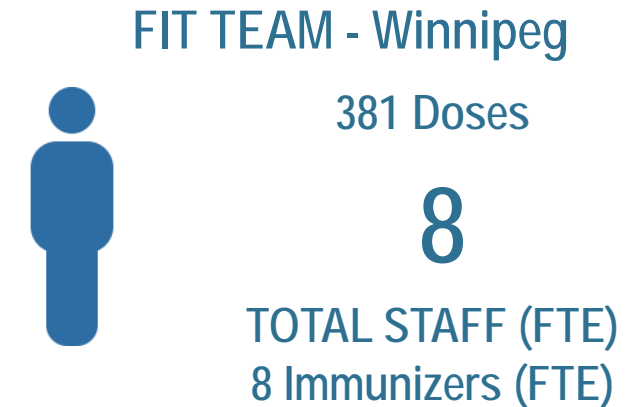 FIT TEAM - Winnipeg
381 Doses
8
TOTAL STAFF (FTE)
8 Immunizers (FTE)